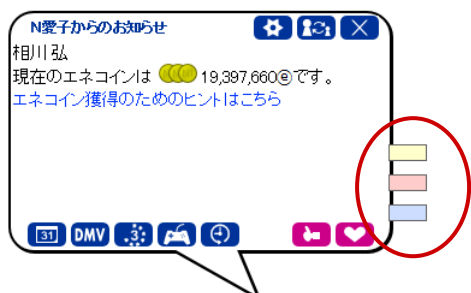 N愛子からのお知らせ
相川 弘
現在のエネコインは 19,397,660ⓔです。
エネコイン獲得のためのヒントはこちら
31 DMV 3